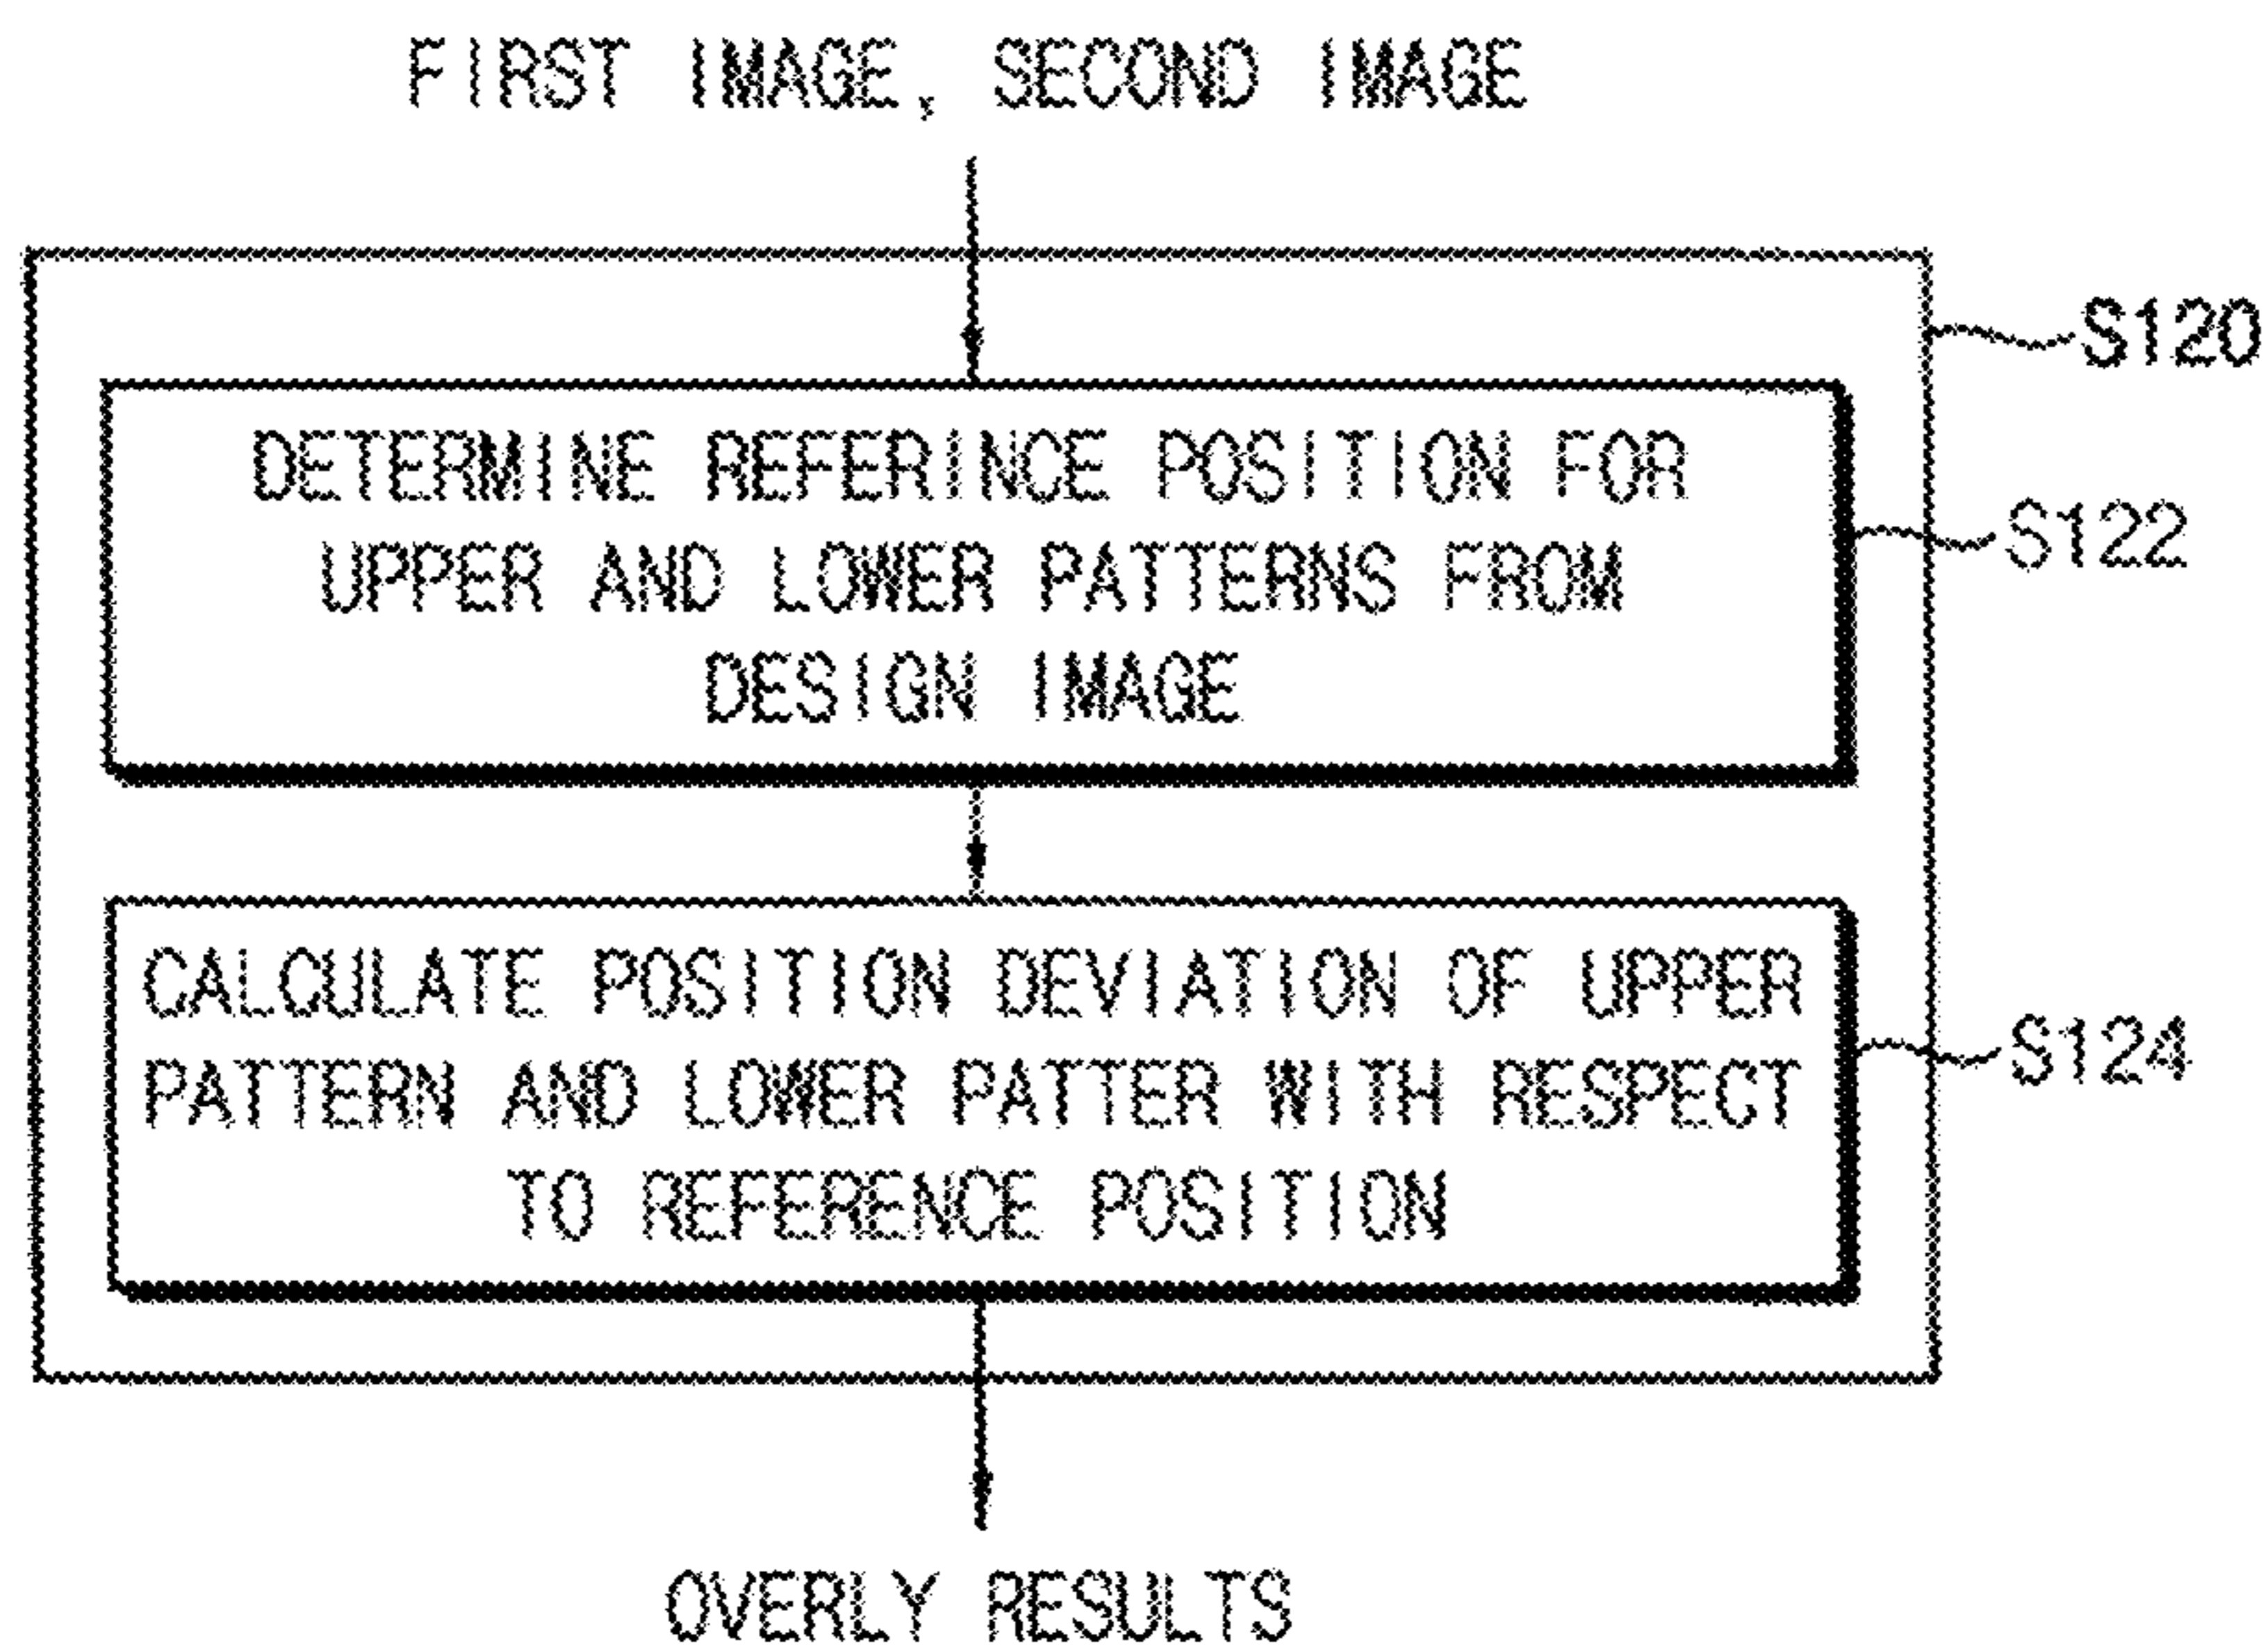 FIRST IMAGE, SECOND IMAGE
S120
DETERMINE REFERINCE POSITION FOR
UPPER AND LOWER PATTERNS FROM
DESIGN IMAGE
S122
CALCULATE POSITION DEVIATION OF UPPER
PATTERN AND LOWER PATTER WITH RESPECT
TO REFERENCE POSITION
S124
OVERLY RESULTS